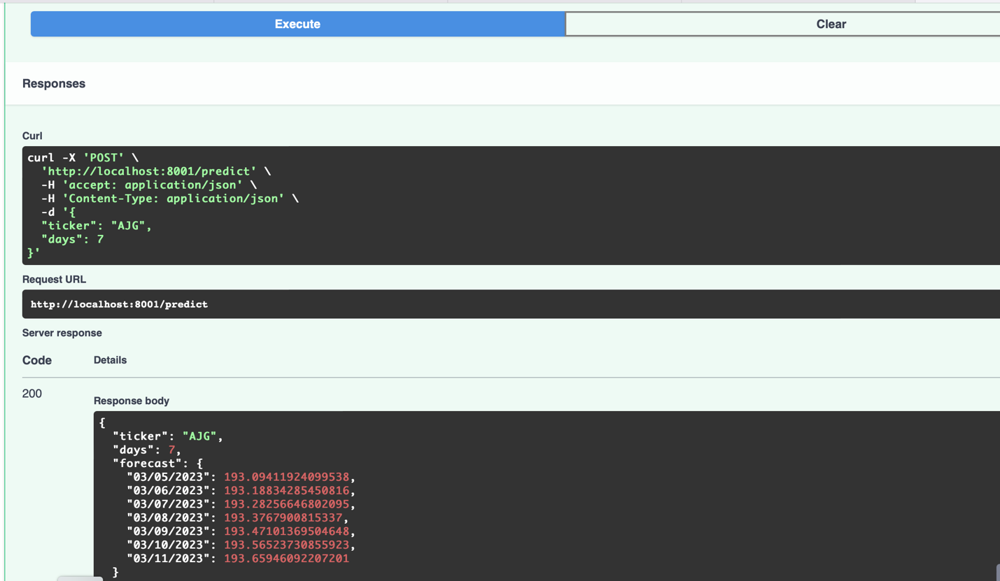 Execute
Clear
Responses
Curl
curl -X 'POST' \
  'http://localhost:8001/predict' \
  -H 'accept: application/json' \
  -H 'Content-Type: application/json' \
  -d '{
  "ticker": "AJG",
  "days": 7
}'
Request URL
http://localhost:8001/predict
Server response
Code Details
200
Response body
{
  "ticker": "AJG",
  "days": 7,
  "forecast": {
    "03/05/2023": 193.09411924099538,
    "03/06/2023": 193.18834285450816,
    "03/07/2023": 193.28256646802095,
    "03/08/2023": 193.3767900815337,
    "03/09/2023": 193.47101369504648,
    "03/10/2023": 193.56523730855923,
    "03/11/2023": 193.65946092207201
  }